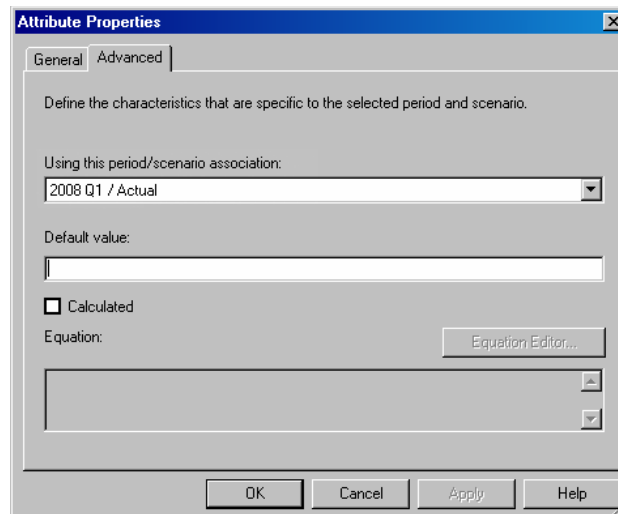 Attribute Properties
General Advanced
Define the characteristics that are specific to the selected period and scenario.
Using this period/scenario association:
2008 Q1 / Actual
Default value:
Calculated
Equation:
Equation Editor...
OK Cancel Apply Help